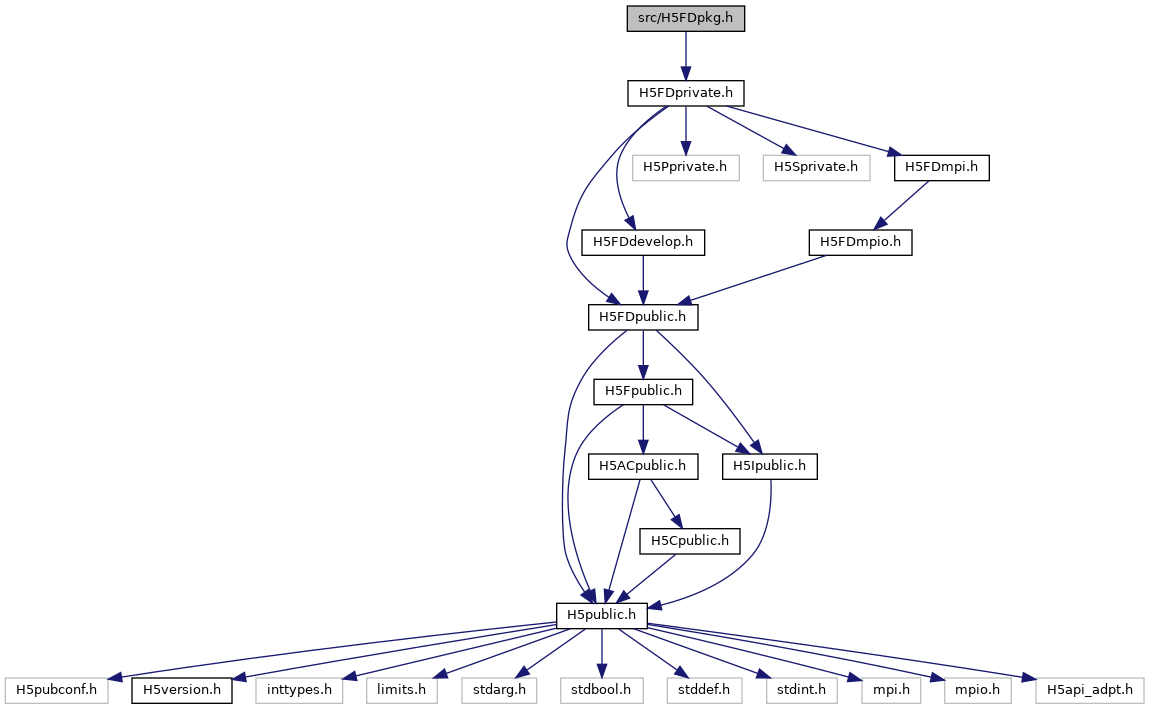 src/H5FDpkg.h
H5FDprivate.h
H5Pprivate.h
H5Sprivate.h
H5FDmpi.h
H5FDdevelop.h
H5FDmpio.h
H5FDpublic.h
H5Fpublic.h
H5ACpublic.h
H5Ipublic.h
H5Cpublic.h
H5public.h
H5pubconf.h
H5version.h
inttypes.h
limits.h
stdarg.h
stdbool.h
stddef.h
stdint.h
mpi.h
mpio.h
H5api_adpt.h